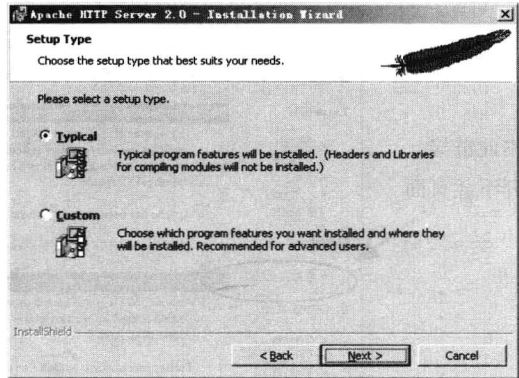 Apache HTTP Server 2.0 - Installation Wizard
Setup Type
Choose the setup type that best suits your needs.
Please select a setup type.
Typical
Typical program features will be installed. (Headers and Libraries
for compiling modules will not be installed.)
Custom
Choose which program features you want installed and where they
will be installed. Recommended for advanced users.
InstallShield
< Back
Next >
Cancel